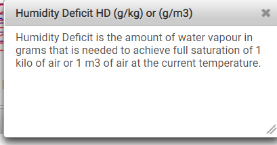 Humidity Deficit HD (g/kg) or (g/m3)
Humidity Deficit is the amount of water vapour in
grams that is needed to achieve full saturation of 1
kilo of air or 1 m3 of air at the current temperature.